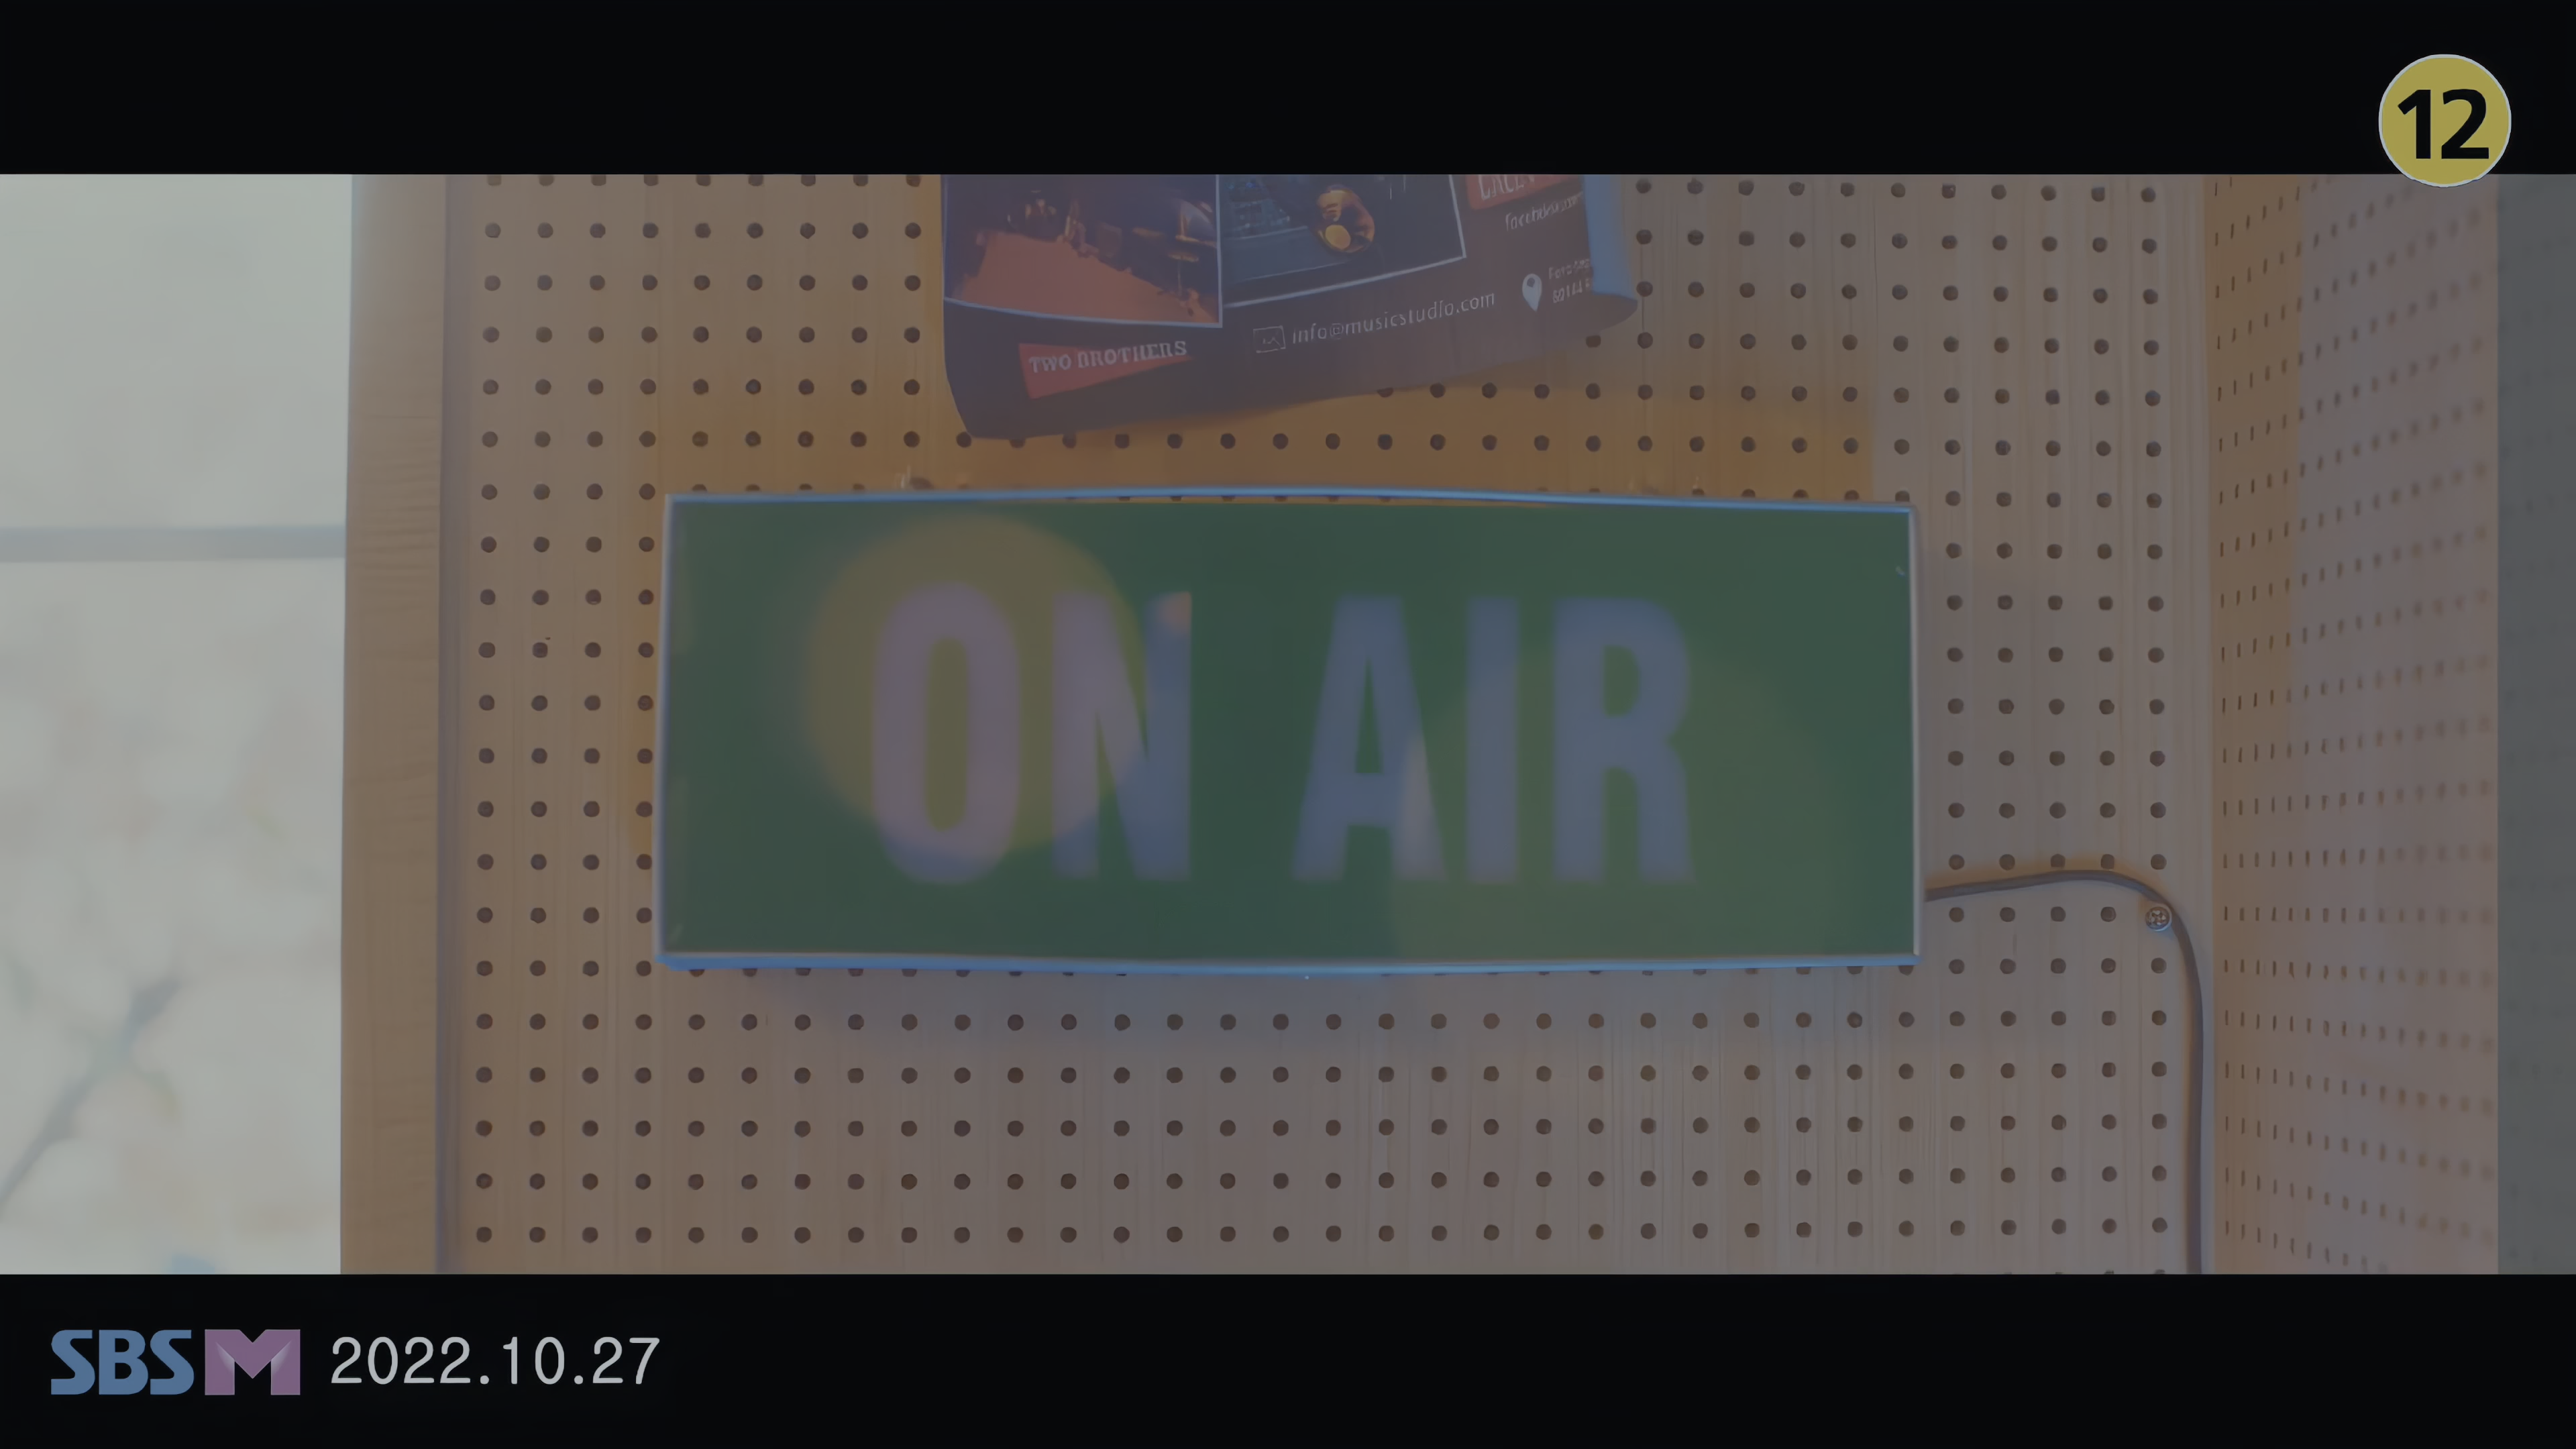 12
TWO BROTHERS
info@musicstudio.com
ON AIR
SBS M 2022.10.27